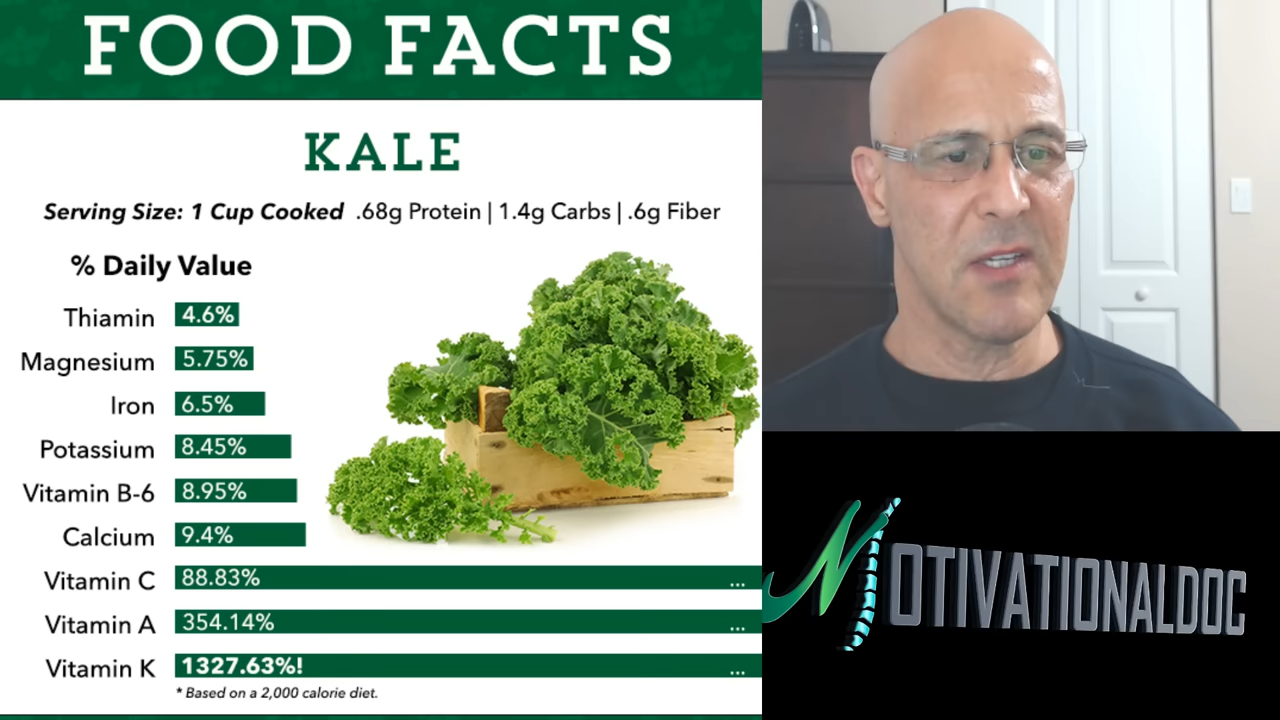 FOOD FACTS
KALE
Serving Size: 1 Cup Cooked .68g Protein | 1.4g Carbs | .6g Fiber
% Daily Value
Thiamin 4.6%
Magnesium 5.75%
Iron 6.5%
Potassium 8.45%
Vitamin B-6 8.95%
Calcium 9.4%
Vitamin C 88.83% ...
Vitamin A 354.14% ...
Vitamin K 1327.63%! ...
* Based on a 2,000 calorie diet.
MOTIVATIONALDOC